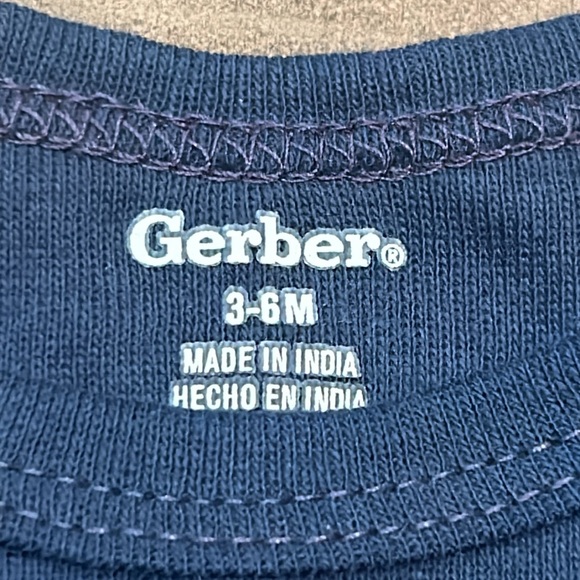 Gerber®
3-6M
MADE IN INDIA
HECHO EN INDIA